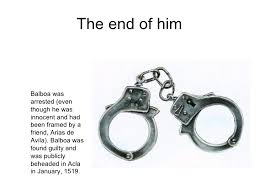 The end of him
Balboa was
arrested (even
though he was
innocent and had
been framed by a
friend, Arias de
Avila). Balboa was
found guilty and
was publicly
beheaded in Acla
in January, 1519.